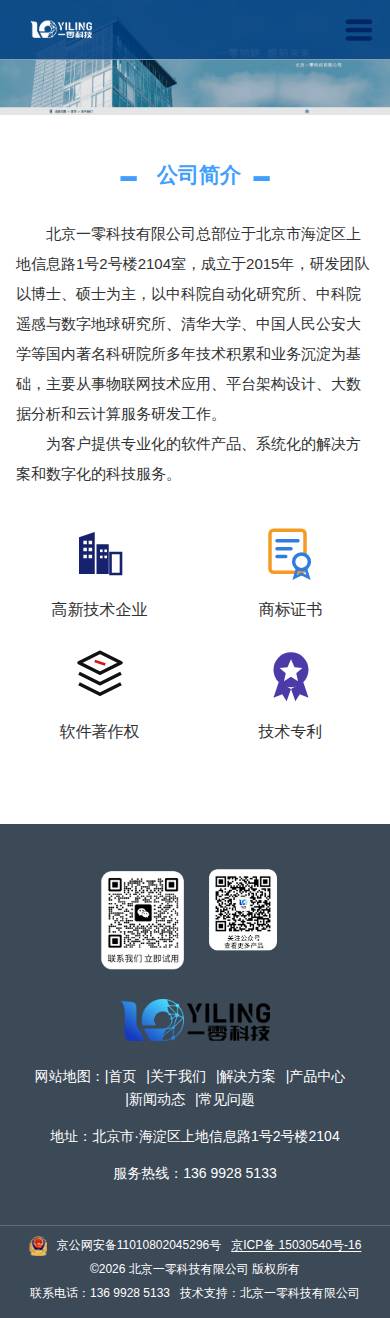 YILING
一零科技
公司简介
北京一零科技有限公司总部位于北京市海淀区上
地信息路1号2号楼2104室，成立于2015年，研发团队
以博士、硕士为主，以中科院自动化研究所、中科院
遥感与数字地球研究所、清华大学、中国人民公安大
学等国内著名科研院所多年技术积累和业务沉淀为基
础，主要从事物联网技术应用、平台架构设计、大数
据分析和云计算服务研发工作。
为客户提供专业化的软件产品、系统化的解决方
案和数字化的科技服务。
高新技术企业
商标证书
软件著作权
技术专利
联系我们 立即试用
关注公众号
查看更多产品
YILING
一零科技
网站地图：|首页 |关于我们 |解决方案 |产品中心
|新闻动态 |常见问题
地址：北京市·海淀区上地信息路1号2号楼2104
服务热线：136 9928 5133
京公网安备11010802045296号 京ICP备 15030540号-16
©2026 北京一零科技有限公司 版权所有
联系电话：136 9928 5133 技术支持：北京一零科技有限公司